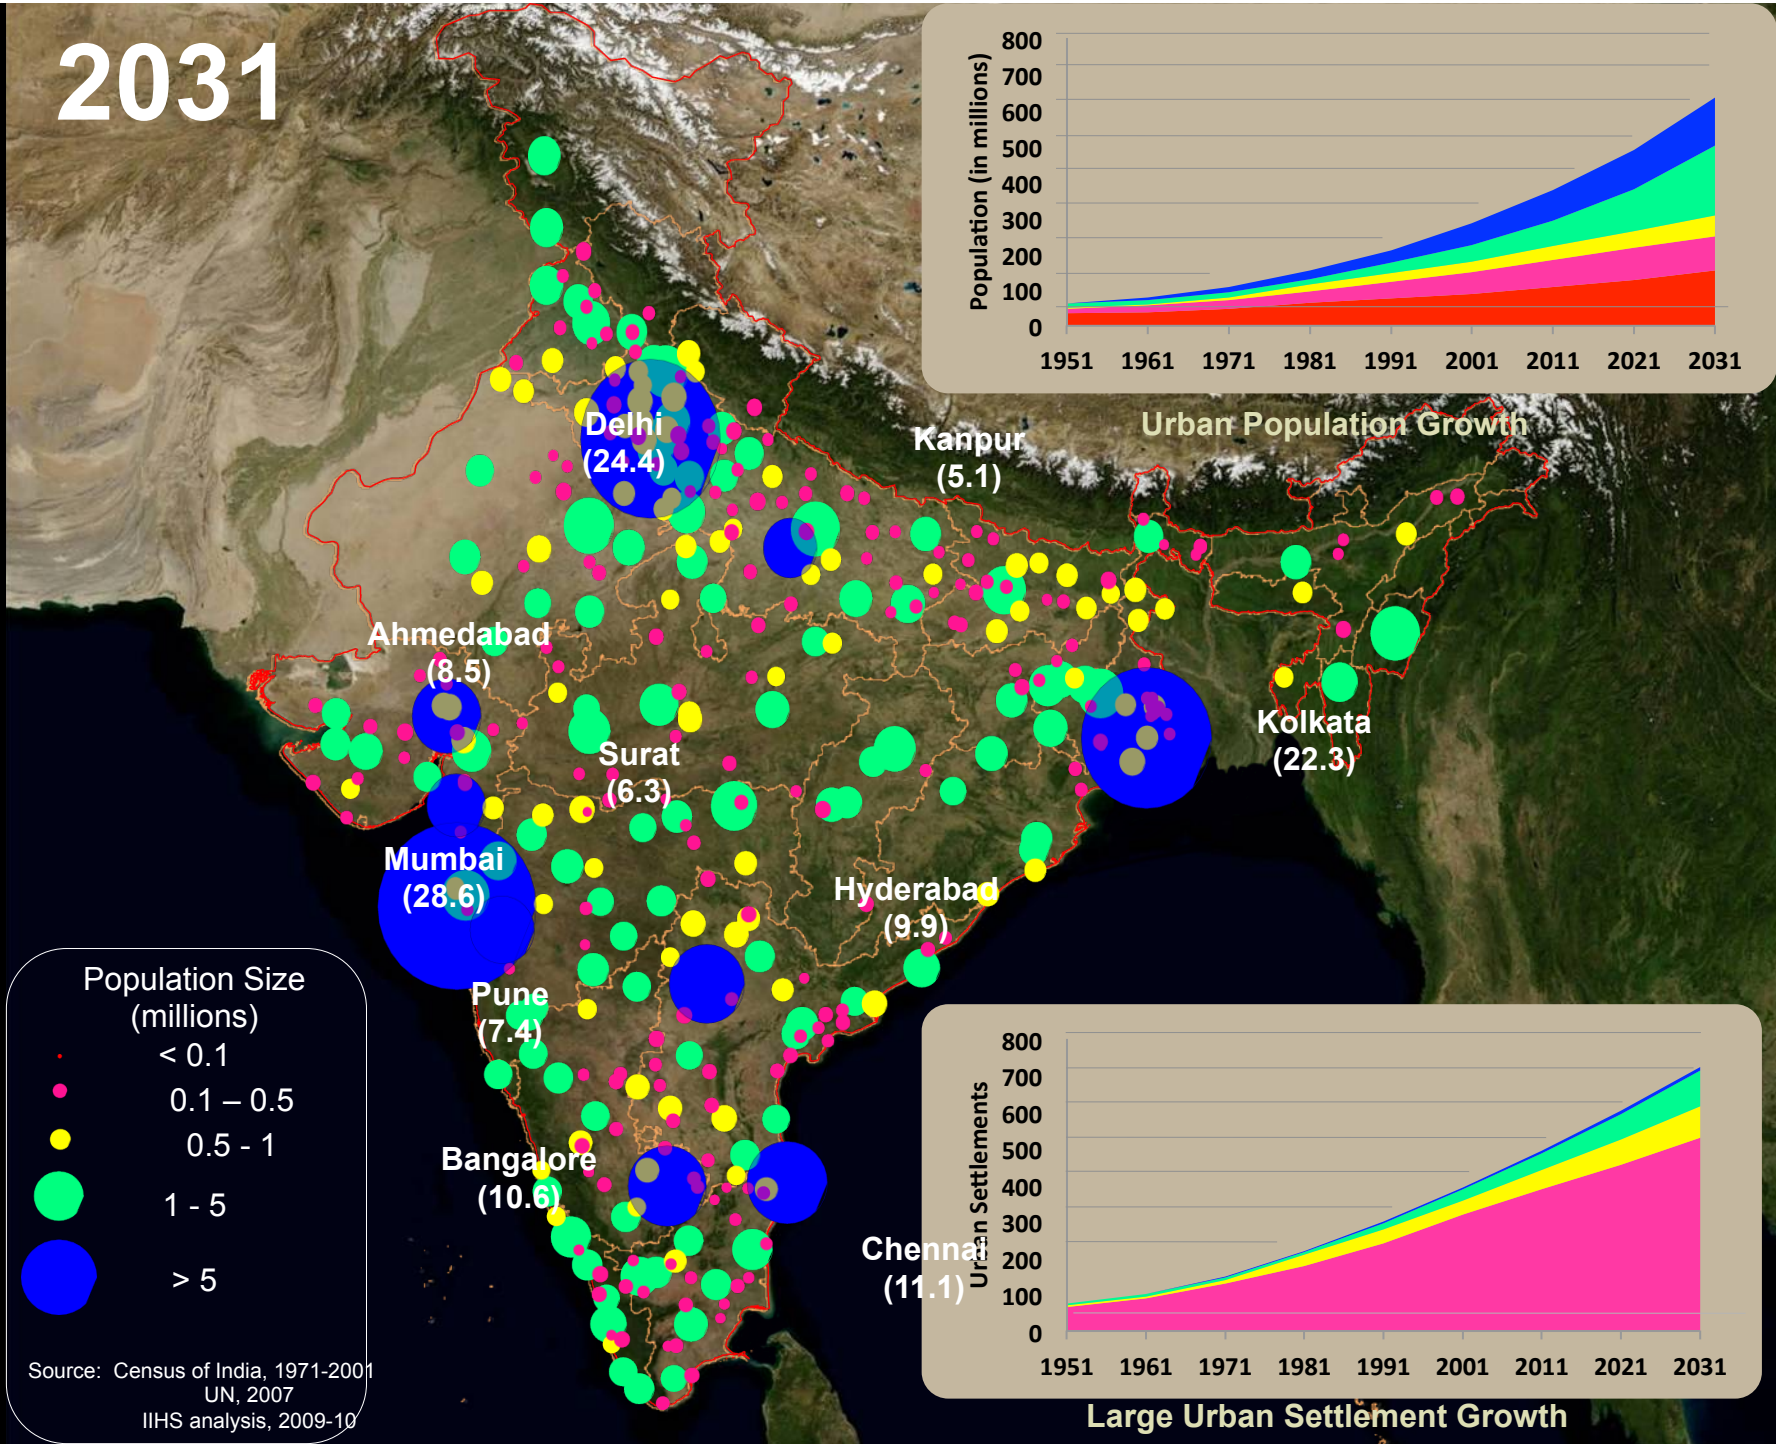 2031
800
700
600
500
400
300
200
100
0
Population (in millions)
1951 1961 1971 1981 1991 2001 2011 2021 2031
Urban Population Growth
Delhi
(24.4)
Kanpur
(5.1)
Ahmedabad
(8.5)
Surat
(6.3)
Kolkata
(22.3)
Mumbai
(28.6)
Hyderabad
(9.9)
Pune
(7.4)
Bangalore
(10.6)
Chennai
(11.1)
Population Size
(millions)
< 0.1
0.1 – 0.5
0.5 - 1
1 - 5
> 5
Source: Census of India, 1971-2001
UN, 2007
IIHS analysis, 2009-10
800
700
600
500
400
300
200
100
0
Urban Settlements
1951 1961 1971 1981 1991 2001 2011 2021 2031
Large Urban Settlement Growth